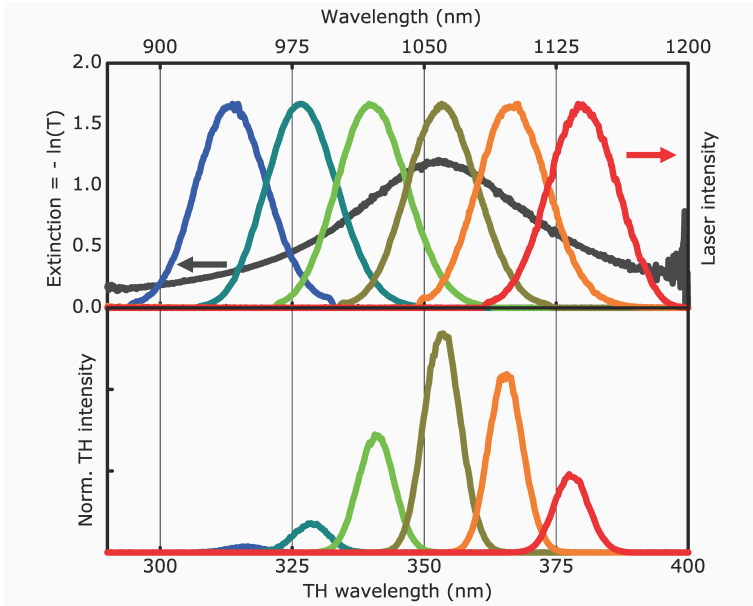 Wavelength (nm)
900 975 1050 1125 1200
2.0
1.5
1.0
0.5
0.0
Extinction = - ln(T)
Laser intensity
Norm. TH intensity
300 325 350 375 400
TH wavelength (nm)